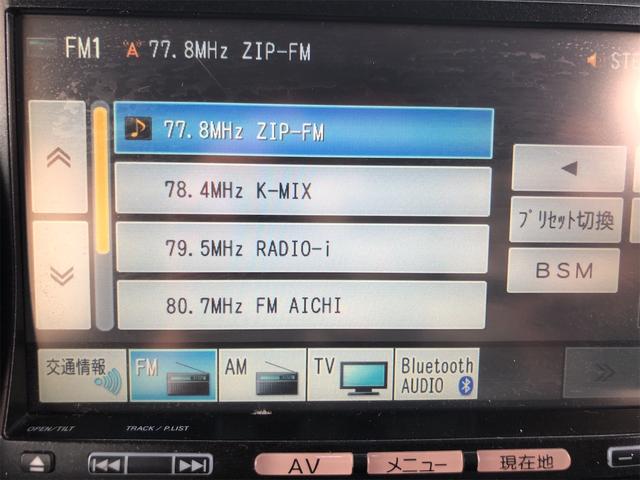 FM1 77.8MHz ZIP-FM
77.8MHz ZIP-FM
78.4MHz K-MIX
79.5MHz RADIO-i
80.7MHz FM AICHI
プリセット切換
BSM
交通情報 FM AM TV Bluetooth AUDIO
OPEN/TILT TRACK/P.LIST
AV メニュー 現在地